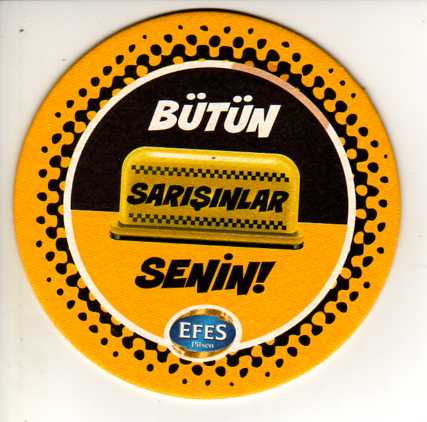 BÜTÜN
SARIŞINLAR
SENİN!
EFES
Pilsen